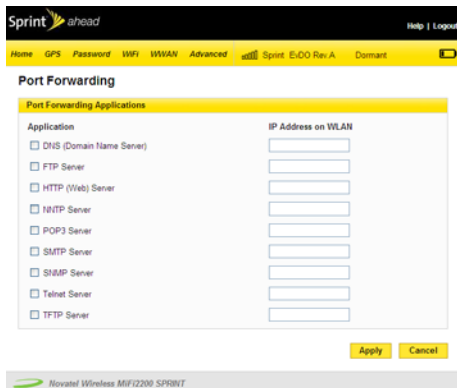 Sprint ahead
Help | Logout
Home GPS Password WiFi WWAN Advanced Sprint EvDO Rev.A Dormant
Port Forwarding
Port Forwarding Applications
Application IP Address on WLAN
DNS (Domain Name Server)
FTP Server
HTTP (Web) Server
NNTP Server
POP3 Server
SMTP Server
SNMP Server
Telnet Server
TFTP Server
Apply Cancel
Novatel Wireless MiFi2200 SPRINT